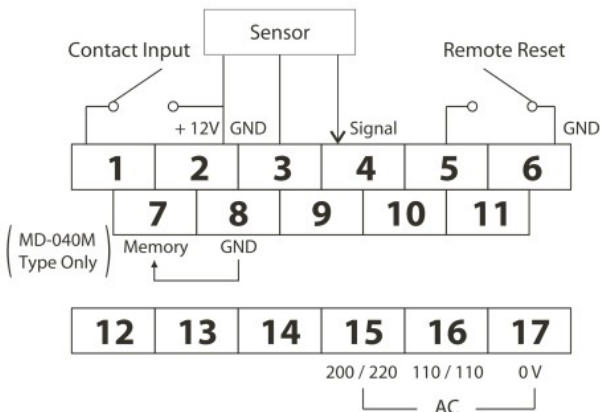 Sensor
Contact Input
Remote Reset
+ 12V GND
Signal
GND
1 2 3 4 5 6
7 8 9 10 11
( MD-040M
Type Only )
Memory GND
12 13 14 15 16 17
200 / 220 110 / 110 0 V
AC